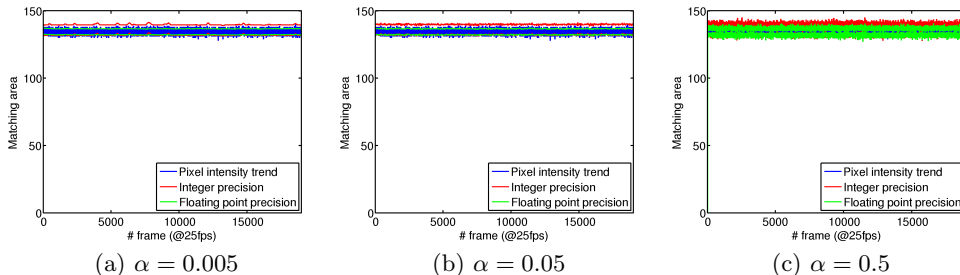 150
100
50
0
Matching area
0 5000 10000 15000
# frame (@25fps)
Pixel intensity trend
Integer precision
Floating point precision
(a) α = 0.005
150
100
50
0
Matching area
0 5000 10000 15000
# frame (@25fps)
Pixel intensity trend
Integer precision
Floating point precision
(b) α = 0.05
150
100
50
0
Matching area
0 5000 10000 15000
# frame (@25fps)
Pixel intensity trend
Integer precision
Floating point precision
(c) α = 0.5